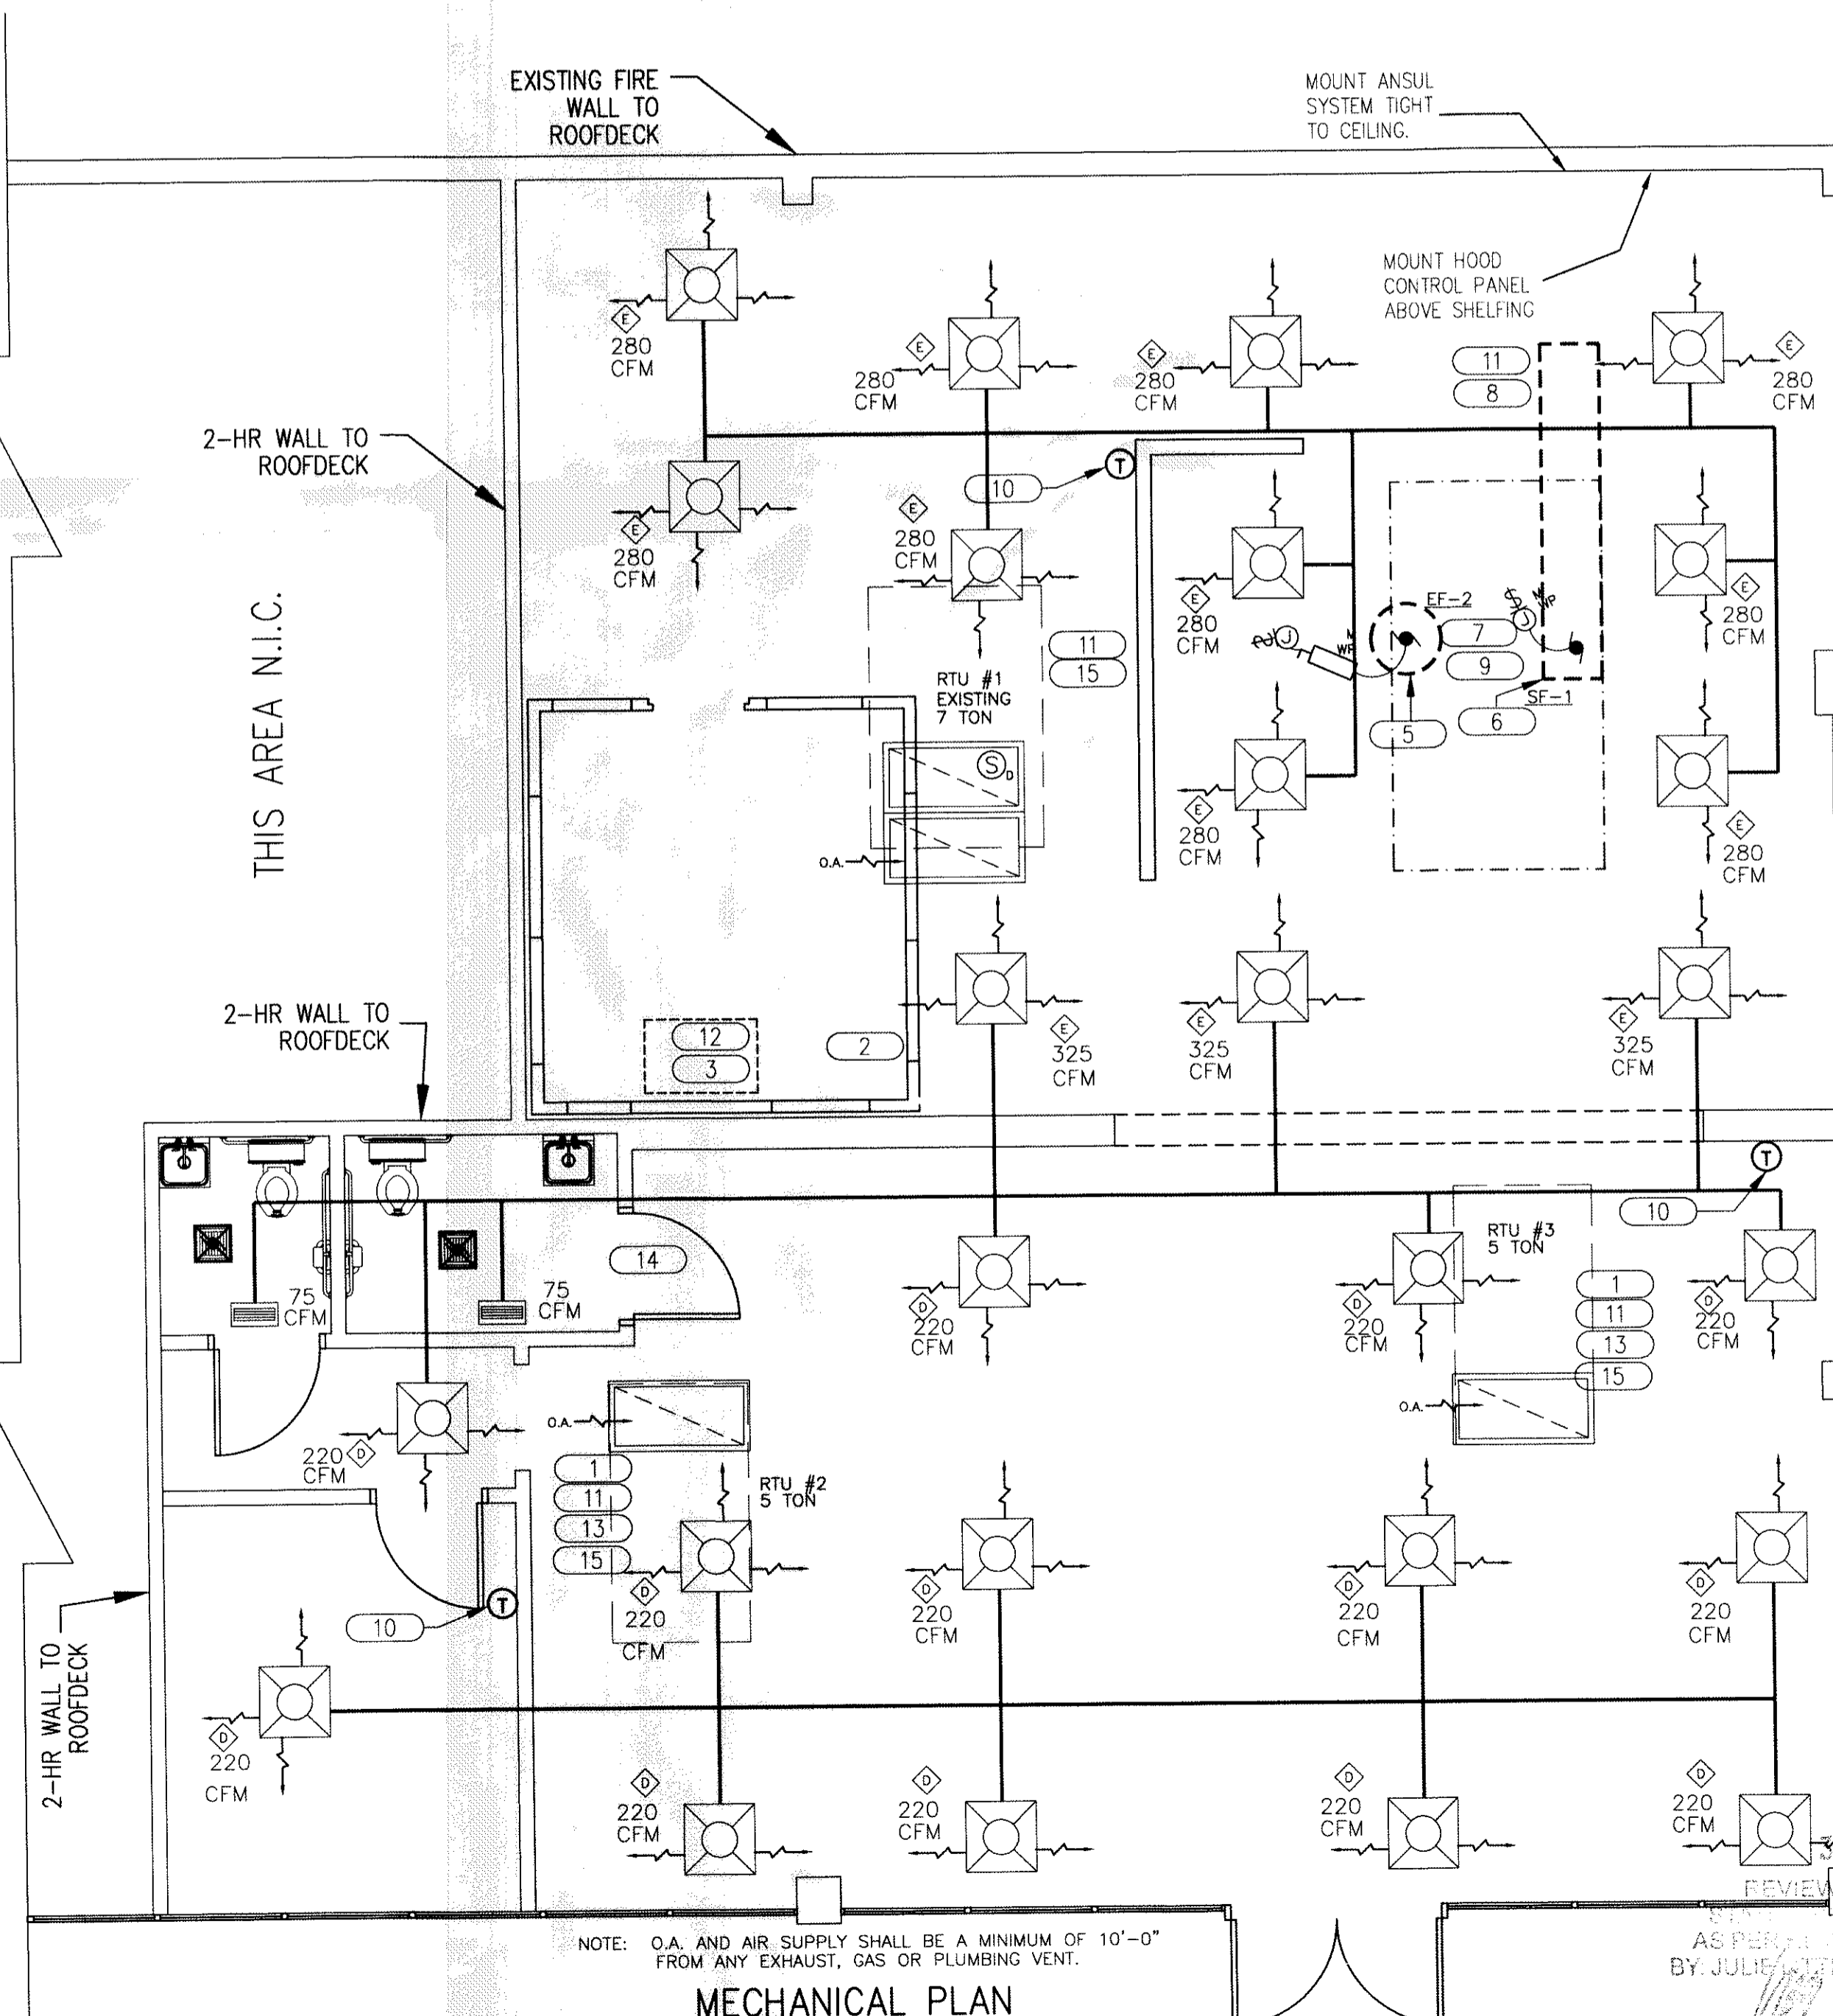 EXISTING FIRE
WALL TO
ROOFDECK
MOUNT ANSUL
SYSTEM TIGHT
TO CEILING.
MOUNT HOOD
CONTROL PANEL
ABOVE SHELFING
E
280
CFM
E
280
CFM
E
280
CFM
11
8
E
280
CFM
2-HR WALL TO
ROOFDECK
10
T
E
280
CFM
E
280
CFM
THIS AREA N.I.C.
E
280
CFM
J
M
WP
EF-2
7
9
$
J
M
WP
E
280
CFM
11
15
RTU #1
EXISTING
7 TON
SF-1
6
5
S
D
E
280
CFM
E
280
CFM
O.A.
2-HR WALL TO
ROOFDECK
12
3
2
E
325
CFM
E
325
CFM
E
325
CFM
T
10
14
RTU #3
5 TON
75
CFM
75
CFM
D
220
CFM
D
220
CFM
1
11
13
15
D
220
CFM
O.A.
O.A.
220
CFM
D
1
11
13
15
RTU #2
5 TON
D
220
CFM
D
220
CFM
D
220
CFM
D
220
CFM
10
T
2-HR WALL TO
ROOFDECK
D
220
CFM
D
220
CFM
D
220
CFM
D
220
CFM
D
220
CFM
REVIEW
AS PER
BY: JULIE
NOTE: O.A. AND AIR SUPPLY SHALL BE A MINIMUM OF 10'-0"
FROM ANY EXHAUST, GAS OR PLUMBING VENT.
MECHANICAL PLAN